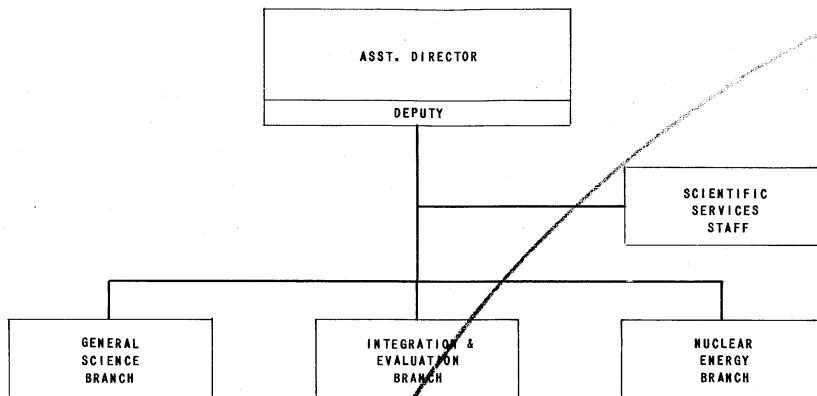 ASST. DIRECTOR
DEPUTY
SCIENTIFIC
SERVICES
STAFF
GENERAL
SCIENCE
BRANCH
INTEGRATION &
EVALUATION
BRANCH
NUCLEAR
ENERGY
BRANCH